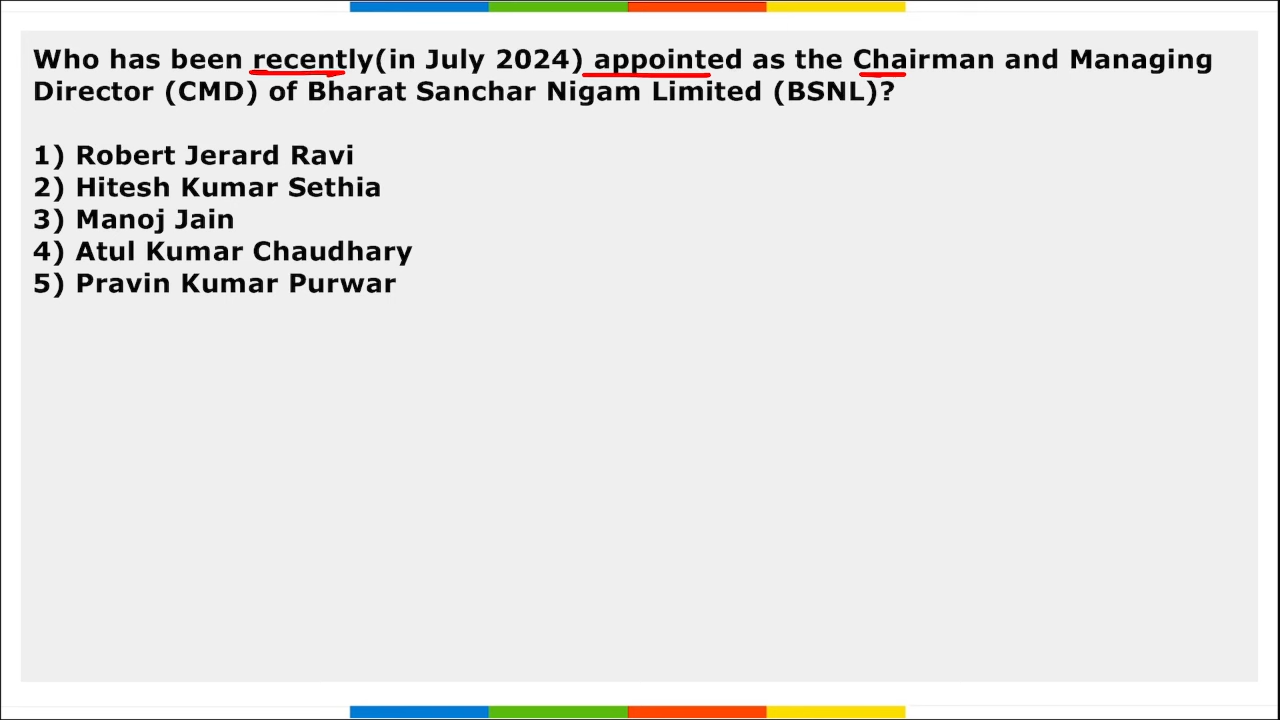 Who has been recently(in July 2024) appointed as the Chairman and Managing
Director (CMD) of Bharat Sanchar Nigam Limited (BSNL)?
1) Robert Jerard Ravi
2) Hitesh Kumar Sethia
3) Manoj Jain
4) Atul Kumar Chaudhary
5) Pravin Kumar Purwar